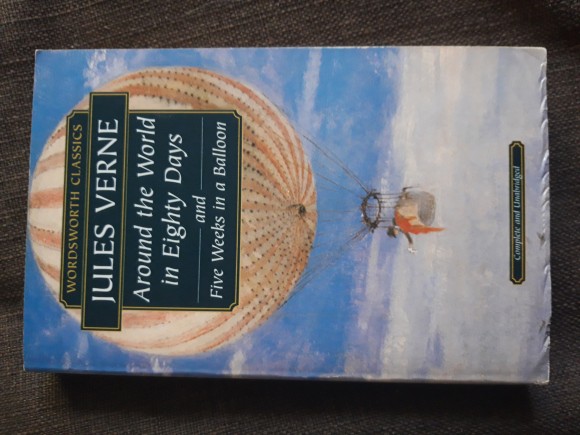 WORDSWORTH CLASSICS
JULES VERNE
Around the World
in Eighty Days
and
Five Weeks in a Balloon
Complete and Unabridged